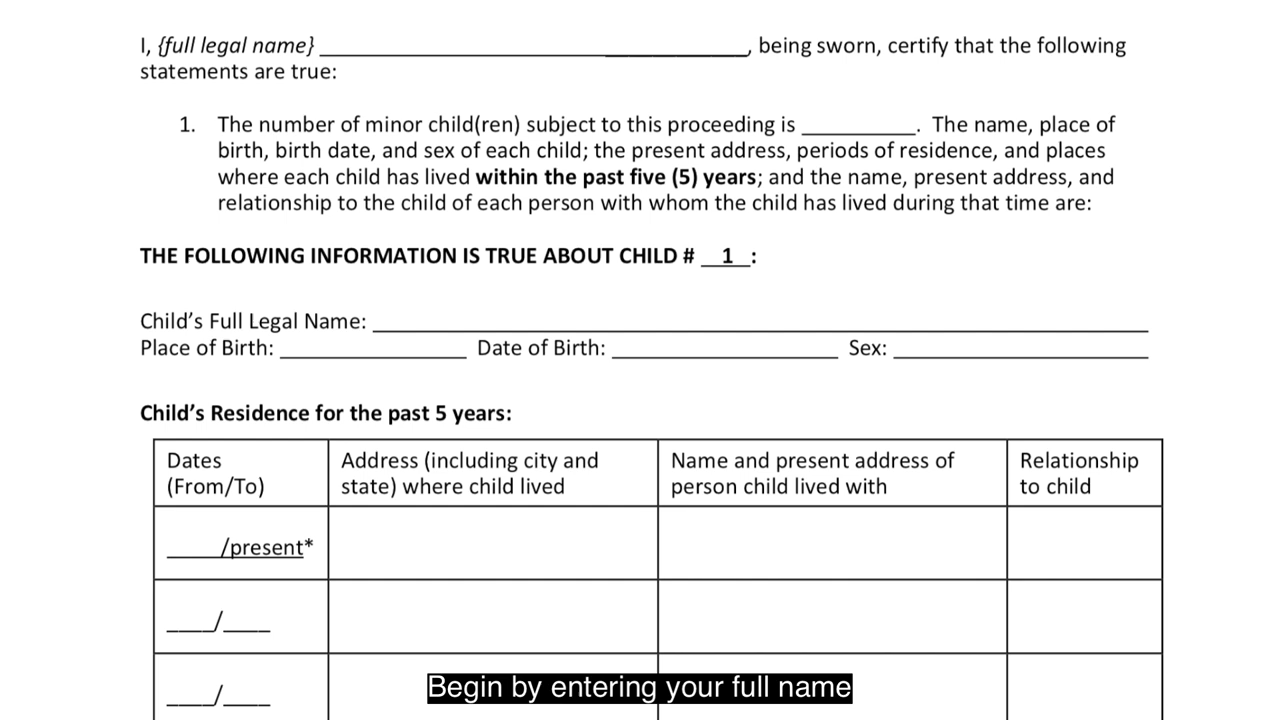 I, {full legal name} ________________________________________, being sworn, certify that the following
statements are true:
1. The number of minor child(ren) subject to this proceeding is __________. The name, place of
birth, birth date, and sex of each child; the present address, periods of residence, and places
where each child has lived within the past five (5) years; and the name, present address, and
relationship to the child of each person with whom the child has lived during that time are:
THE FOLLOWING INFORMATION IS TRUE ABOUT CHILD # __1__:
Child's Full Legal Name: ____________________________________________________________
Place of Birth: ________________ Date of Birth: ____________________ Sex: ______________________
Child's Residence for the past 5 years:
Dates
(From/To)
Address (including city and
state) where child lived
Name and present address of
person child lived with
Relationship
to child
_____/present*
____/____
____/____
Begin by entering your full name